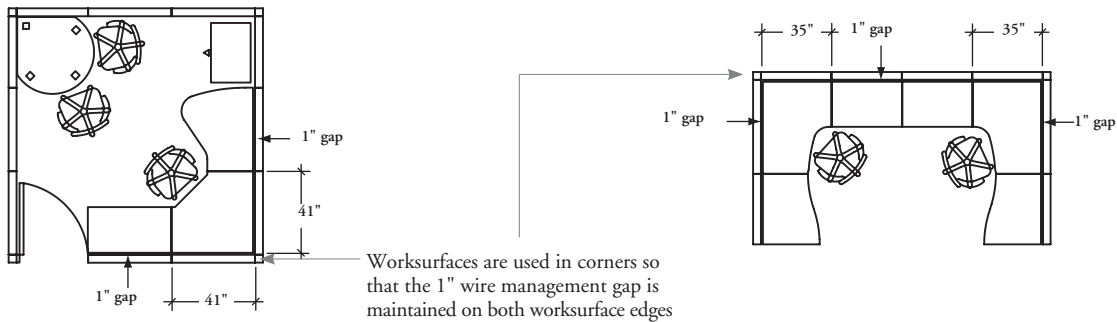 35"
1" gap
35"
1" gap
1" gap
1" gap
41"
1" gap
41"
Worksurfaces are used in corners so
that the 1" wire management gap is
maintained on both worksurface edges